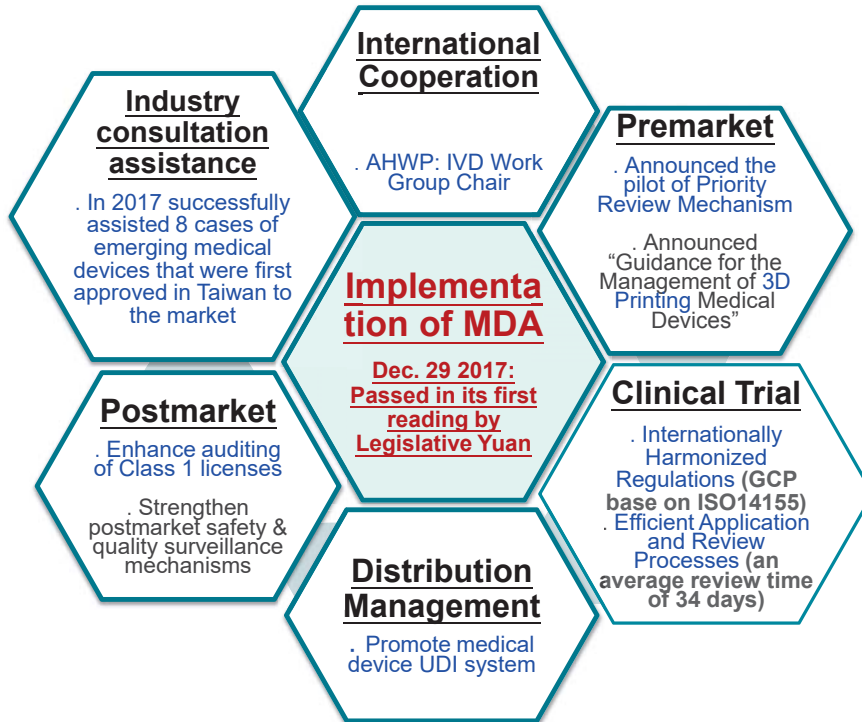 International
Cooperation
. AHWP: IVD Work
Group Chair
Industry
consultation
assistance
. In 2017 successfully
assisted 8 cases of
emerging medical
devices that were first
approved in Taiwan to
the market
Premarket
. Announced the
pilot of Priority
Review Mechanism
. Announced
“Guidance for the
Management of 3D
Printing Medical
Devices”
Implementa
tion of MDA
Dec. 29 2017:
Passed in its first
reading by
Legislative Yuan
Postmarket
. Enhance auditing
of Class 1 licenses
. Strengthen
postmarket safety &
quality surveillance
mechanisms
Clinical Trial
. Internationally
Harmonized
Regulations (GCP
base on ISO14155)
. Efficient Application
and Review
Processes (an
average review time
of 34 days)
Distribution
Management
. Promote medical
device UDI system